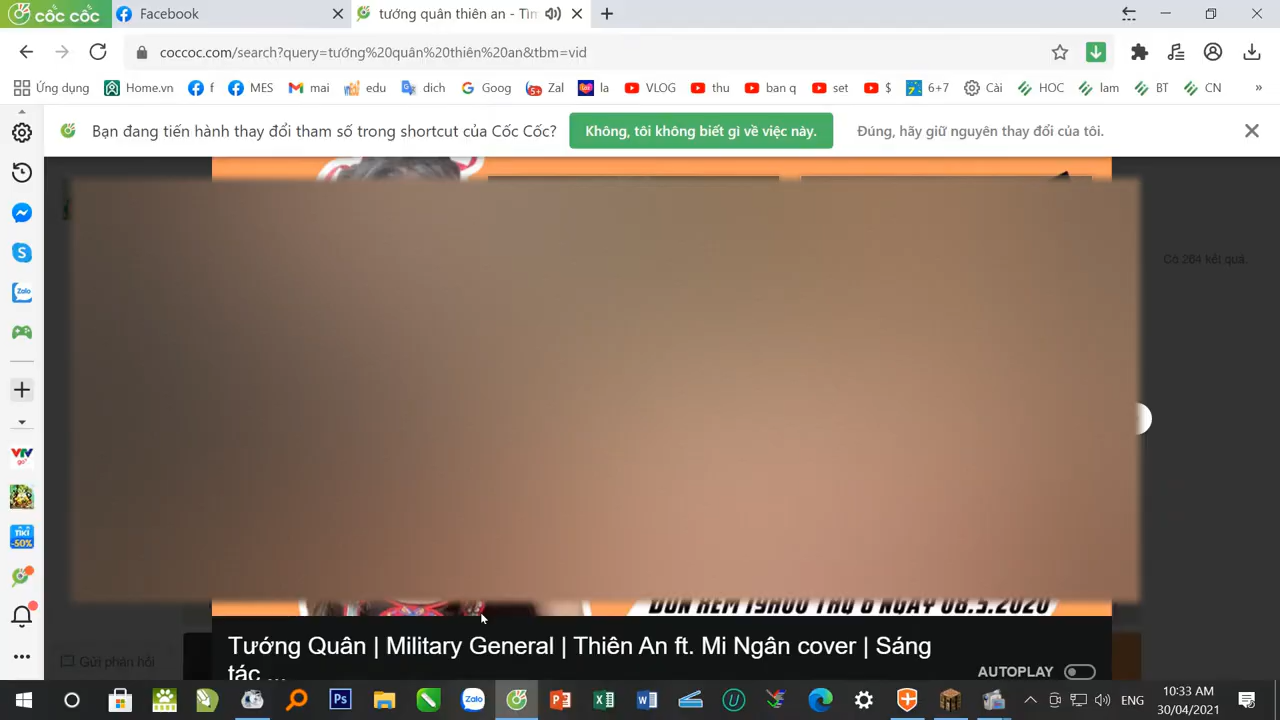 cốc cốc
Facebook
tướng quân thiên an - Tìm
coccoc.com/search?query=tướng%20quân%20thiên%20an&tbm=vid
Ứng dụng Home.vn f MES mai edu dich Goog Zal la VLOG thu ban q set $ 6+7 Cài HOC lam BT CN »
Bạn đang tiến hành thay đổi tham số trong shortcut của Cốc Cốc? Không, tôi không biết gì về việc này. Đúng, hãy giữ nguyên thay đổi của tôi.
Có 264 kết quả.
ĐÓN XEM 19H00 THỨ 6 NGÀY 08.5.2020
Tướng Quân | Military General | Thiên An ft. Mi Ngân cover | Sáng
tác ...
AUTOPLAY
Gửi phản hồi
ENG
10:33 AM
30/04/2021